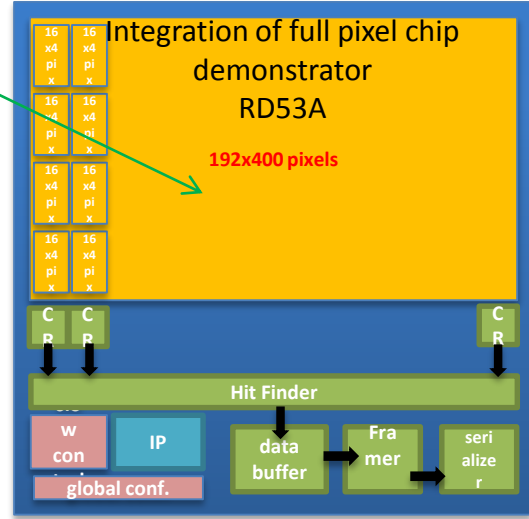 Integration of full pixel chip
demonstrator
RD53A
192x400 pixels
16
x4
pi
x
16
x4
pi
x
16
x4
pi
x
16
x4
pi
x
16
x4
pi
x
16
x4
pi
x
16
x4
pi
x
16
x4
pi
x
C
R
C
R
C
R
Hit Finder
w
con
IP
global conf.
data
buffer
Fra
mer
seri
alize
r